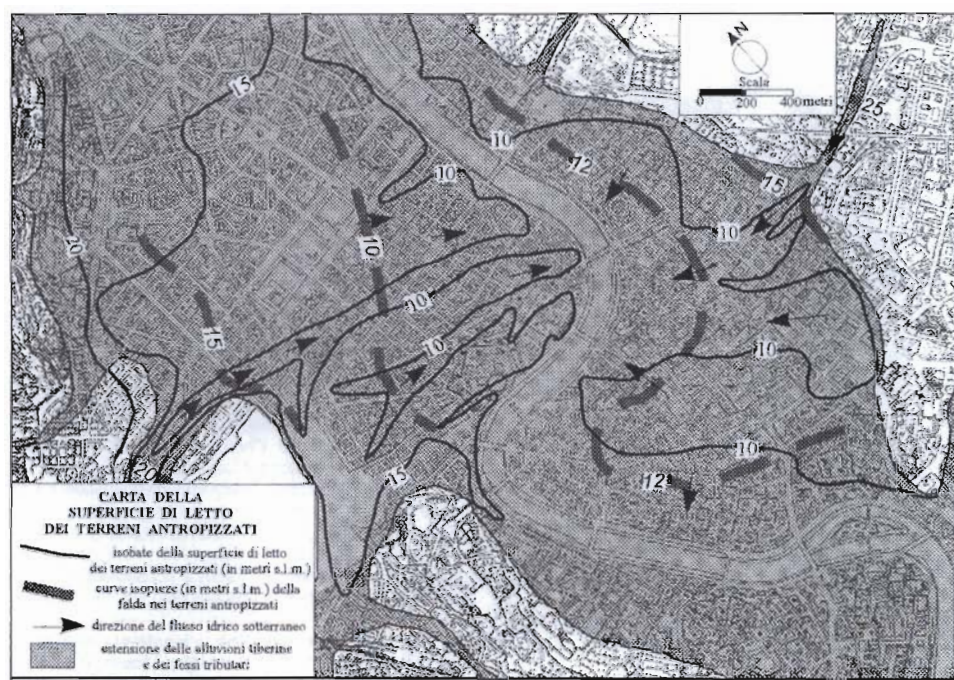 N
Scala
0 200 400 metri
15
10
12
25
15
10
10
10
20
10
10
15
10
10
10
10
12
15
20
CARTA DELLA
SUPERFICIE DI LETTO
DEI TERRENI ANTROPIZZATI
isobate della superficie di letto
dei terreni antropizzati (in metri s.l.m.)
curve isopieze (in metri s.l.m.) della
falda nei terreni antropizzati
direzione del flusso idrico sotterraneo
estensione delle alluvioni tiberine
e dei fossi tributari